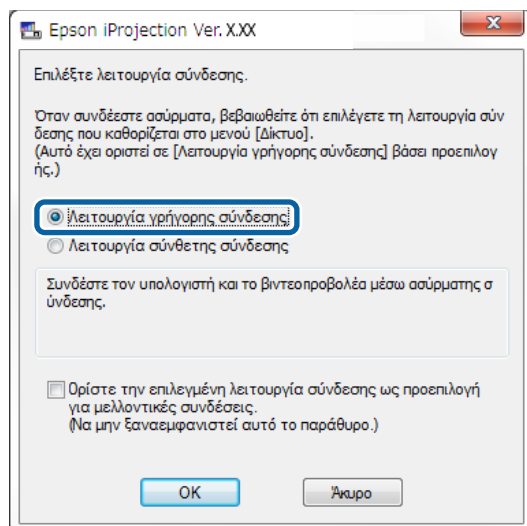 Epson iProjection Ver. X.XX
Επιλέξτε λειτουργία σύνδεσης.
Όταν συνδέεστε ασύρματα, βεβαιωθείτε ότι επιλέγετε τη λειτουργία σύν
δεσης που καθορίζεται στο μενού [Δίκτυο].
(Αυτό έχει οριστεί σε [Λειτουργία γρήγορης σύνδεσης] βάσει προεπιλογ
ής.)
Λειτουργία γρήγορης σύνδεσης
Λειτουργία σύνθετης σύνδεσης
Συνδέστε τον υπολογιστή και το βιντεοπροβολέα μέσω ασύρματης σ
ύνδεσης.
Ορίστε την επιλεγμένη λειτουργία σύνδεσης ως προεπιλογή
για μελλοντικές συνδέσεις.
(Να μην ξαναεμφανιστεί αυτό το παράθυρο.)
OK
Άκυρο